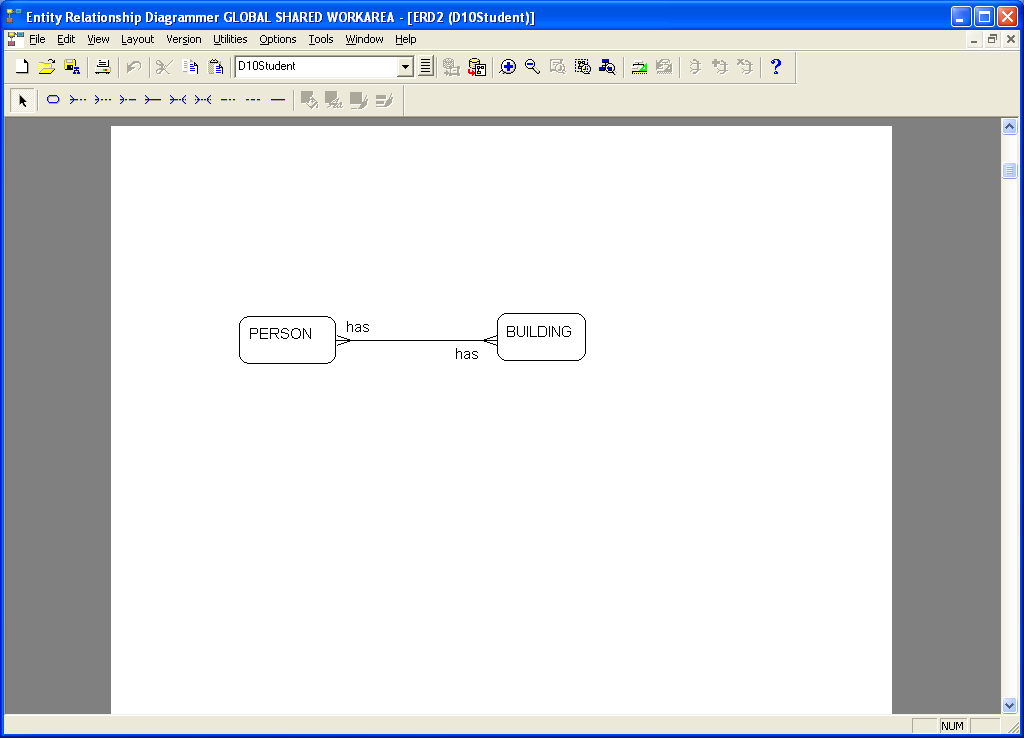 Entity Relationship Diagrammer GLOBAL SHARED WORKAREA - [ERD2 (D10Student)]
File Edit View Layout Version Utilities Options Tools Window Help
D10Student
?
PERSON has BUILDING
has
NUM